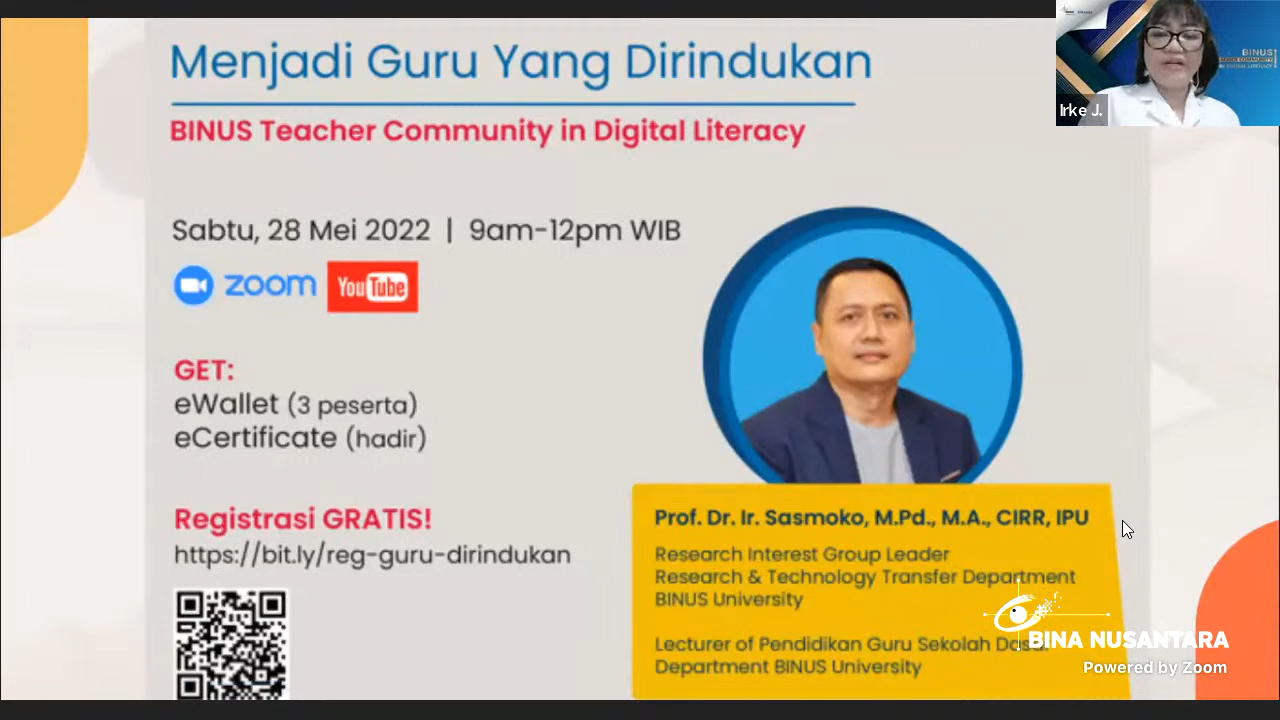 Menjadi Guru Yang Dirindukan
BINUS Teacher Community in Digital Literacy
Sabtu, 28 Mei 2022 | 9am-12pm WIB
zoom YouTube
GET:
eWallet (3 peserta)
eCertificate (hadir)
Registrasi GRATIS!
https://bit.ly/reg-guru-dirindukan
Prof. Dr. Ir. Sasmoko, M.Pd., M.A., CIRR, IPU
Research Interest Group Leader
Research & Technology Transfer Department
BINUS University
Lecturer of Pendidikan Guru Sekolah Dasar
Department BINUS University
BINA NUSANTARA
Powered by Zoom
BINUS
Irke J.